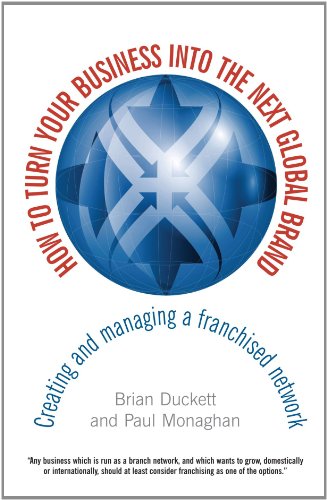 HOW TO TURN YOUR BUSINESS INTO THE NEXT GLOBAL BRAND
Creating and managing a franchised network
Brian Duckett
and Paul Monaghan
"Any business which is run as a branch network, and which wants to grow, domestically
or internationally, should at least consider franchising as one of the options."